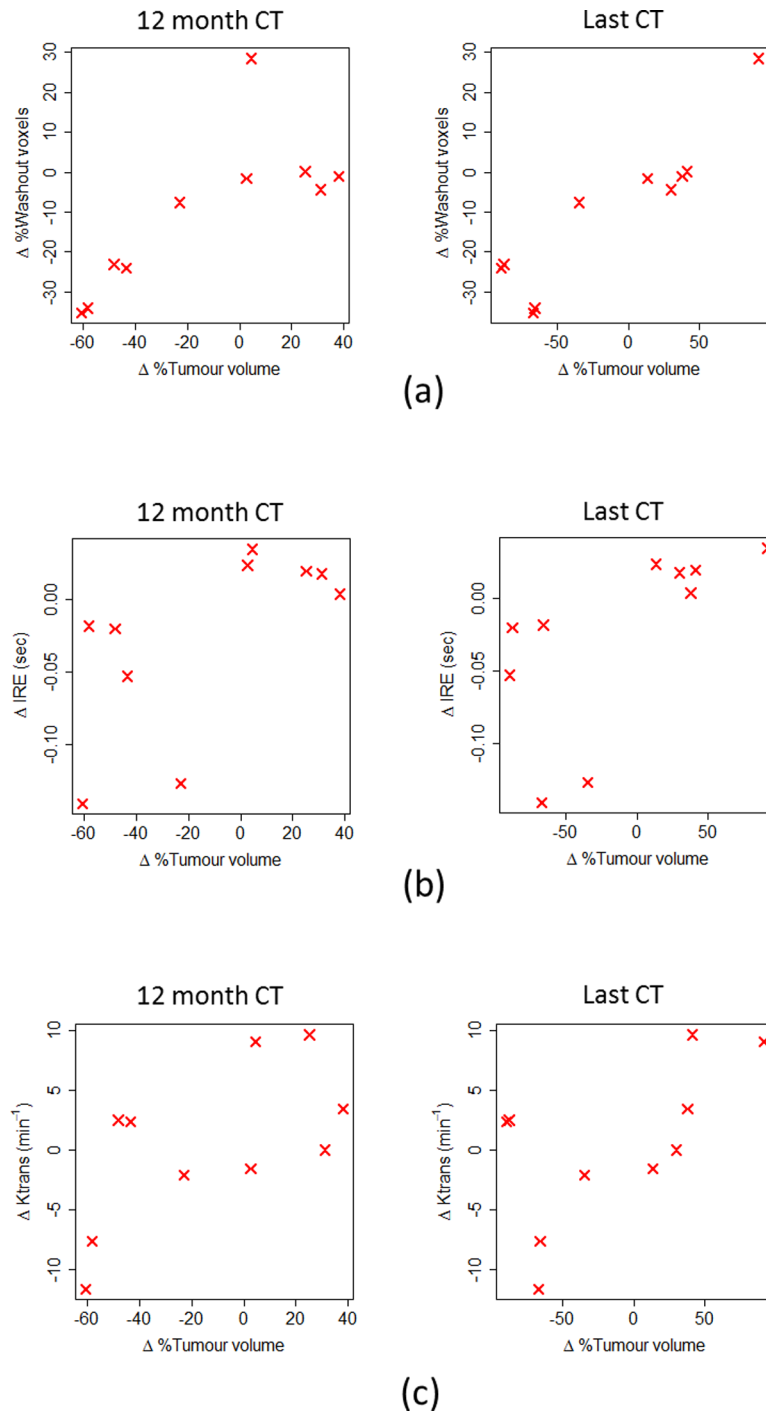 12 month CT
Last CT
Δ %Washout voxels
30
20
10
0
-10
-20
-30
-60 -40 -20 0 20 40
Δ %Tumour volume
Δ %Washout voxels
30
20
10
0
-10
-20
-30
-50 0 50
Δ %Tumour volume
(a)
12 month CT
Last CT
Δ IRE (sec)
0.00
-0.05
-0.10
-60 -40 -20 0 20 40
Δ %Tumour volume
Δ IRE (sec)
0.00
-0.05
-0.10
-50 0 50
Δ %Tumour volume
(b)
12 month CT
Last CT
Δ Ktrans (min⁻¹)
10
5
0
-5
-10
-60 -40 -20 0 20 40
Δ %Tumour volume
Δ Ktrans (min⁻¹)
10
5
0
-5
-10
-50 0 50
Δ %Tumour volume
(c)